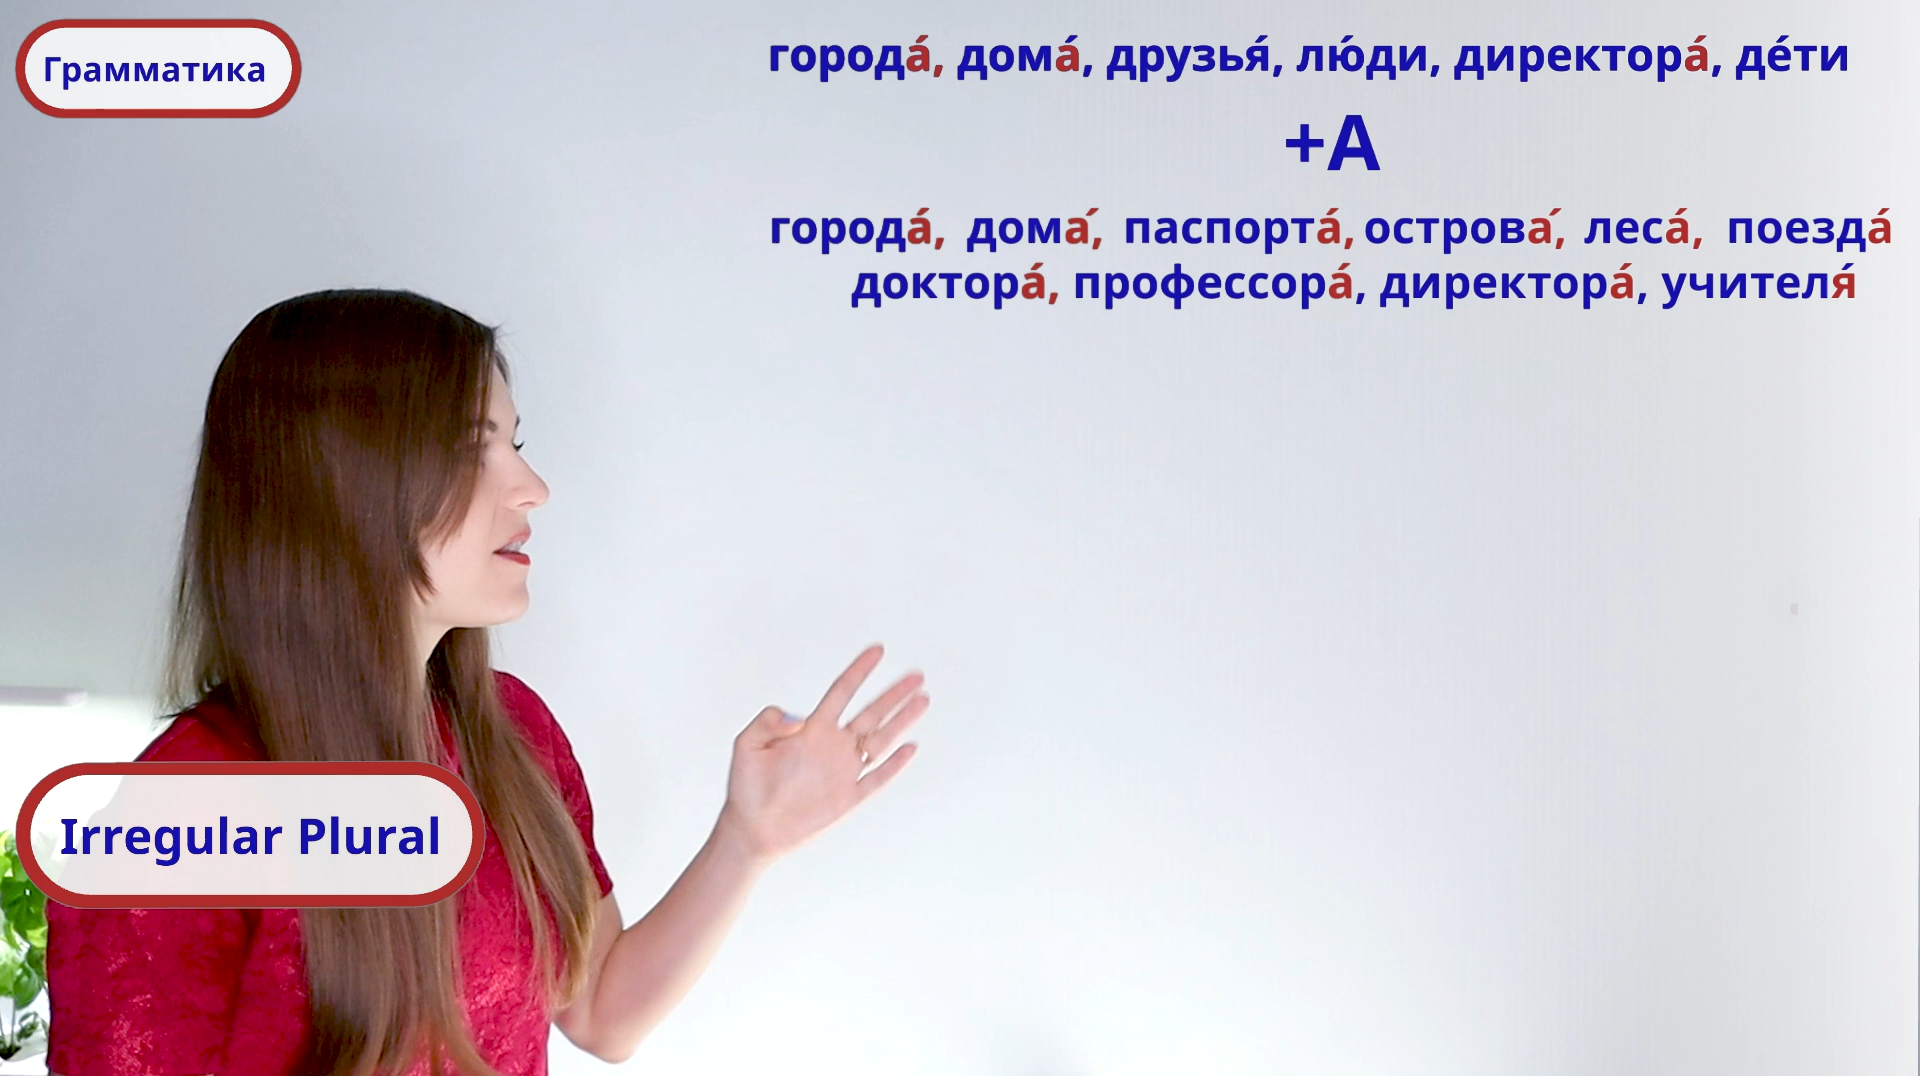 Грамматика
города́, дома́, друзья́, лю́ди, директора́, де́ти
+А
города́, дома́, паспорта́, острова́, леса́, поезда́
доктора́, профессора́, директора́, учителя́
Irregular Plural